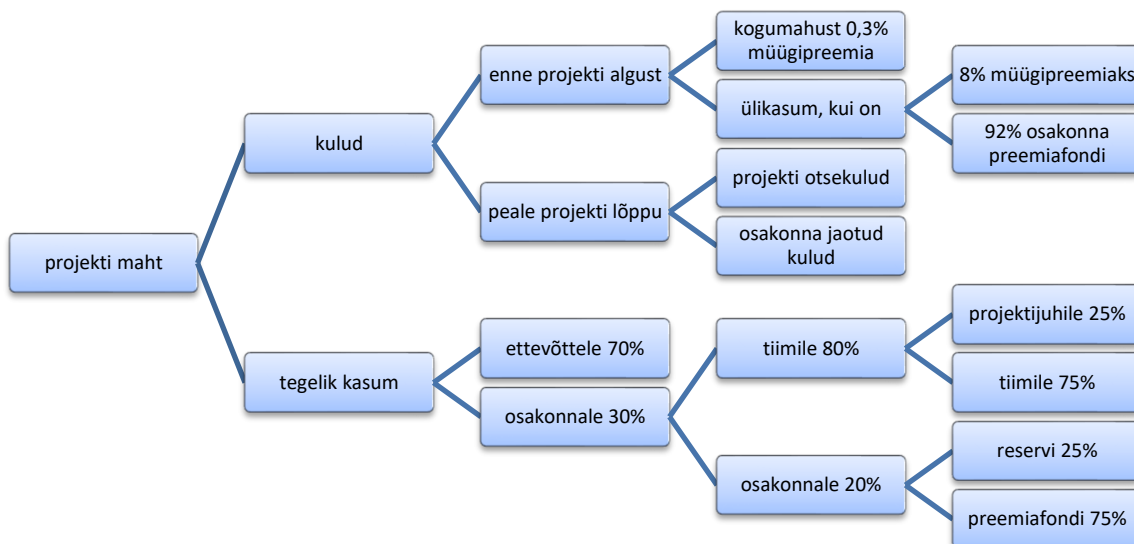 projekti maht
kulud
enne projekti algust
kogumahust 0,3%
müügipreemia
ülikasum, kui on
8% müügipreemiaks
92% osakonna
preemiafondi
peale projekti lõppu
projekti otsekulud
osakonna jaotud
kulud
tegelik kasum
ettevõttele 70%
osakonnale 30%
tiimile 80%
projektijuhile 25%
tiimile 75%
osakonnale 20%
reservi 25%
preemiafondi 75%